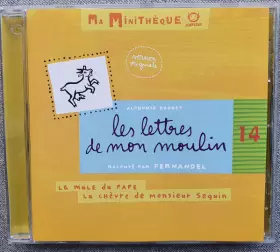 Ma Minithèque
ALPHONSE DAUDET
les lettres
de mon moulin
14
RACONTÉ PAR FERNANDEL
LA MULE DU PAPE
LA CHÈVRE DE MONSIEUR SEGUIN